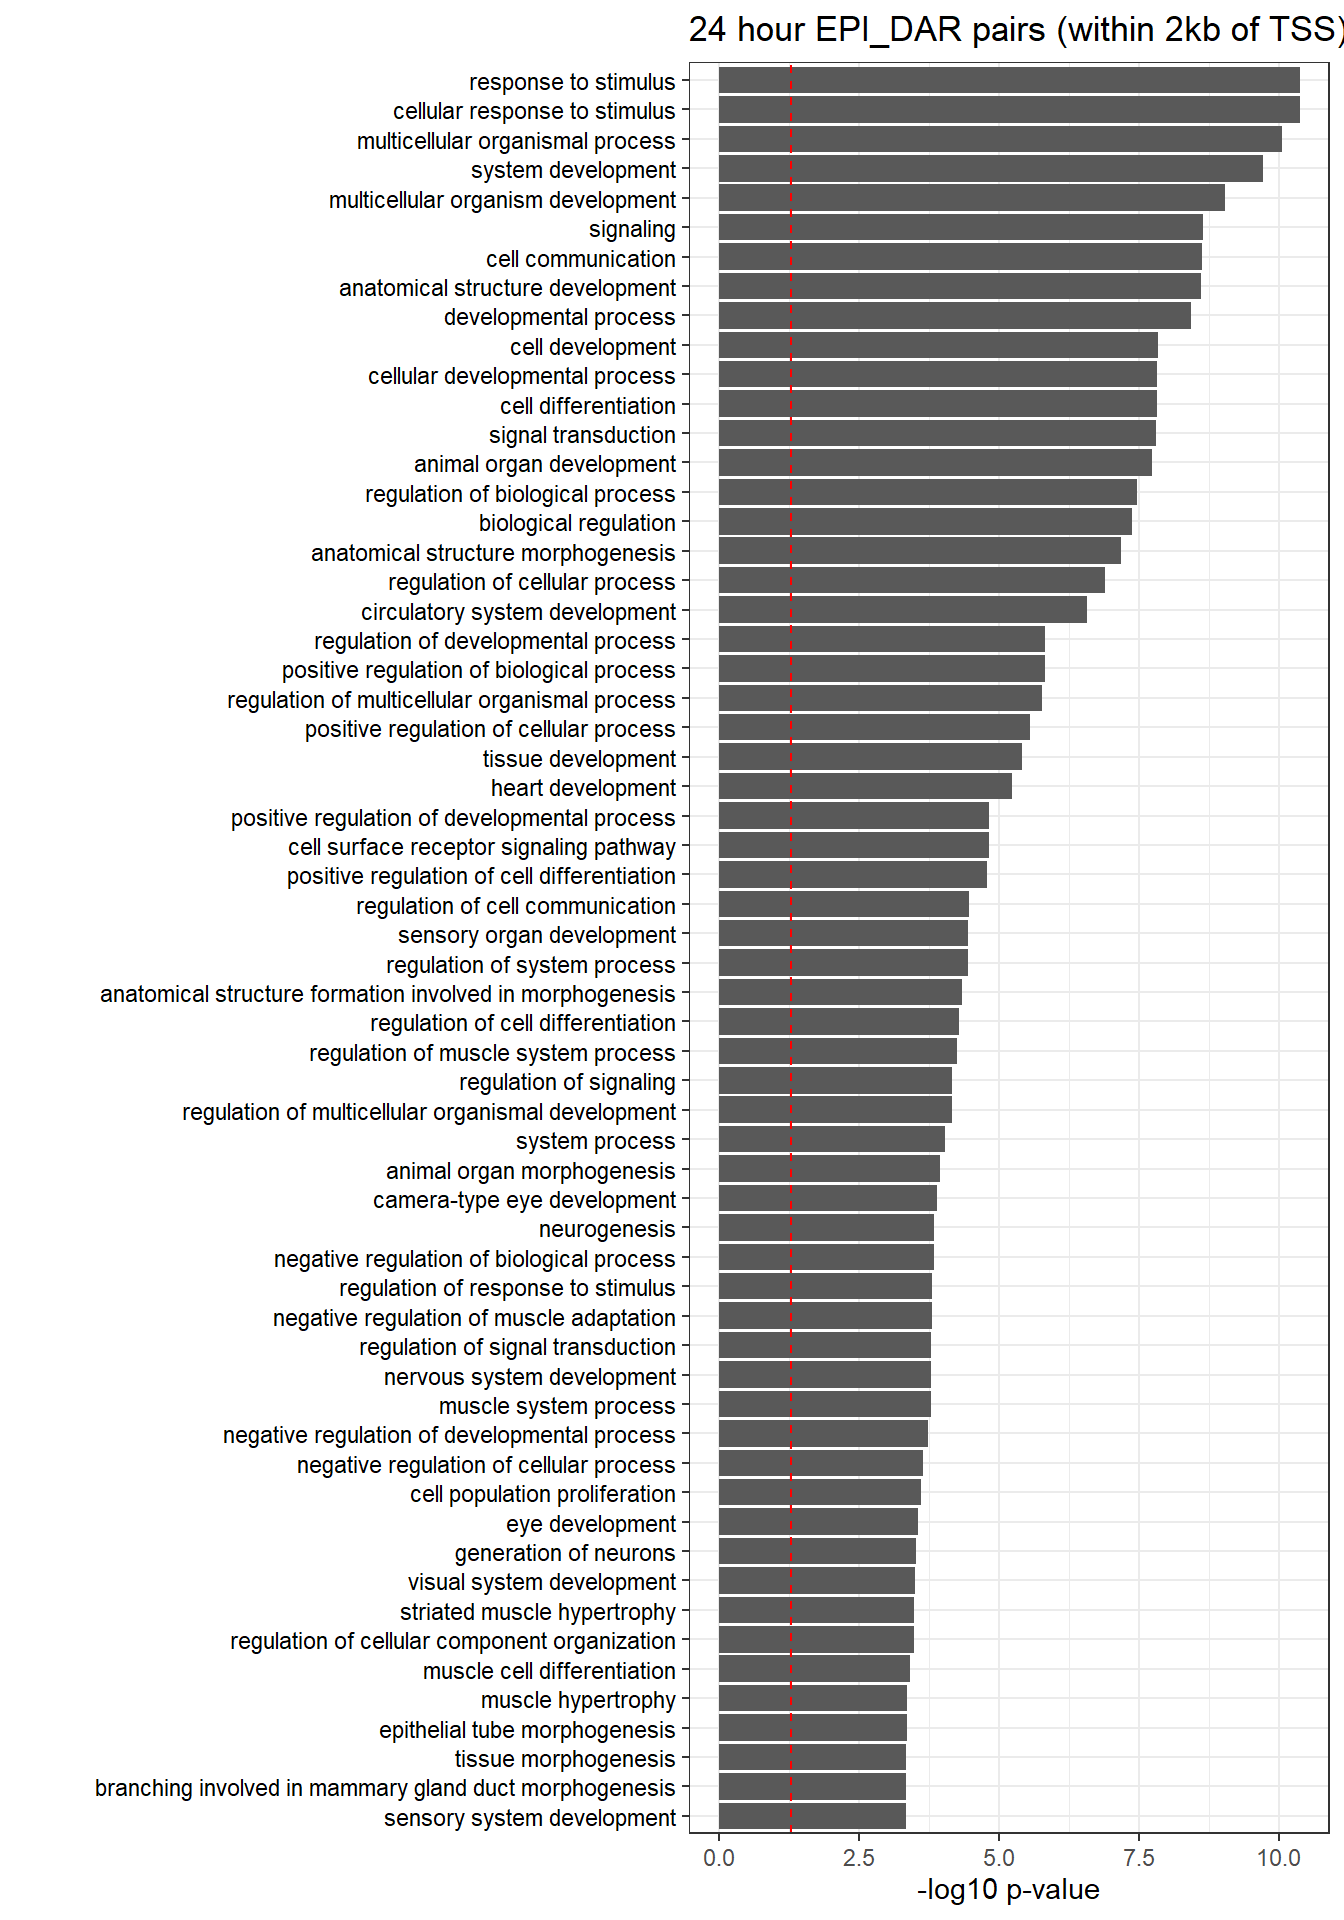 24 hour EPI_DAR pairs (within 2kb of TSS)
response to stimulus
cellular response to stimulus
multicellular organismal process
system development
multicellular organism development
signaling
cell communication
anatomical structure development
developmental process
cell development
cellular developmental process
cell differentiation
signal transduction
animal organ development
regulation of biological process
biological regulation
anatomical structure morphogenesis
regulation of cellular process
circulatory system development
regulation of developmental process
positive regulation of biological process
regulation of multicellular organismal process
positive regulation of cellular process
tissue development
heart development
positive regulation of developmental process
cell surface receptor signaling pathway
positive regulation of cell differentiation
regulation of cell communication
sensory organ development
regulation of system process
anatomical structure formation involved in morphogenesis
regulation of cell differentiation
regulation of muscle system process
regulation of signaling
regulation of multicellular organismal development
system process
animal organ morphogenesis
camera-type eye development
neurogenesis
negative regulation of biological process
regulation of response to stimulus
negative regulation of muscle adaptation
regulation of signal transduction
nervous system development
muscle system process
negative regulation of developmental process
negative regulation of cellular process
cell population proliferation
eye development
generation of neurons
visual system development
striated muscle hypertrophy
regulation of cellular component organization
muscle cell differentiation
muscle hypertrophy
epithelial tube morphogenesis
tissue morphogenesis
branching involved in mammary gland duct morphogenesis
sensory system development
0.0 2.5 5.0 7.5 10.0
-log10 p-value